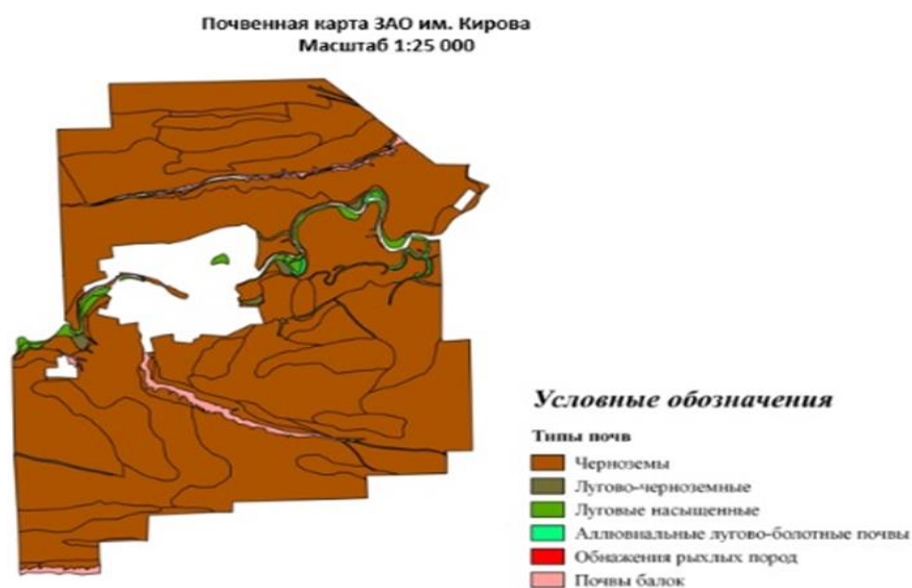 Почвенная карта ЗАО им. Кирова
Масштаб 1:25 000
Условные обозначения
Типы почв
Черноземы
Лугово-черноземные
Луговые насыщенные
Аллювиальные лугово-болотные почвы
Обнажения рыхлых пород
Почвы балок